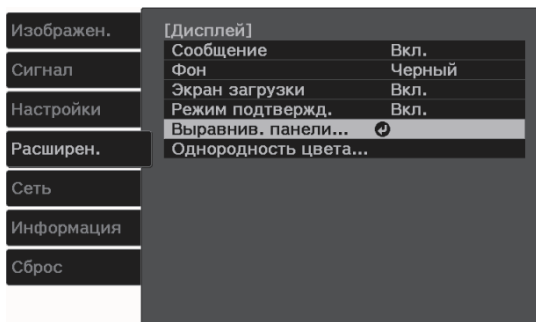 Изображен.
Сигнал
Настройки
Расширен.
Сеть
Информация
Сброс
[Дисплей]
Сообщение Вкл.
Фон Черный
Экран загрузки Вкл.
Режим подтвержд. Вкл.
Выравнив. панели...
Однородность цвета...